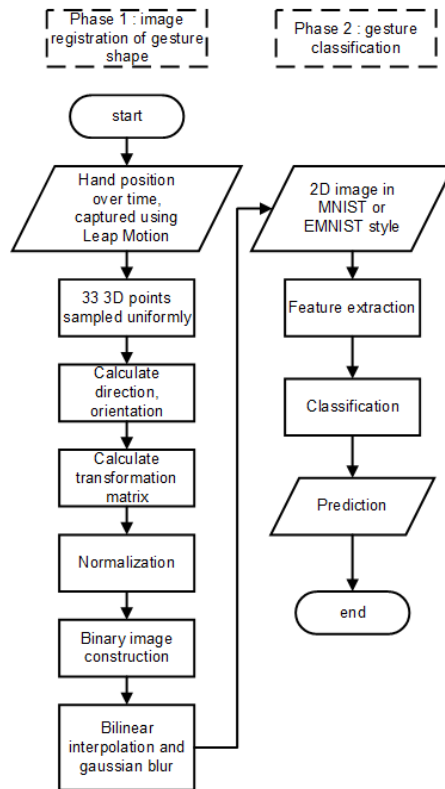 Phase 1 : image
registration of gesture
shape
start
Hand position
over time,
captured using
Leap Motion
33 3D points
sampled uniformly
Calculate
direction,
orientation
Calculate
transformation
matrix
Normalization
Binary image
construction
Bilinear
interpolation and
gaussian blur
Phase 2 : gesture
classification
2D image in
MNIST or
EMNIST style
Feature extraction
Classification
Prediction
end